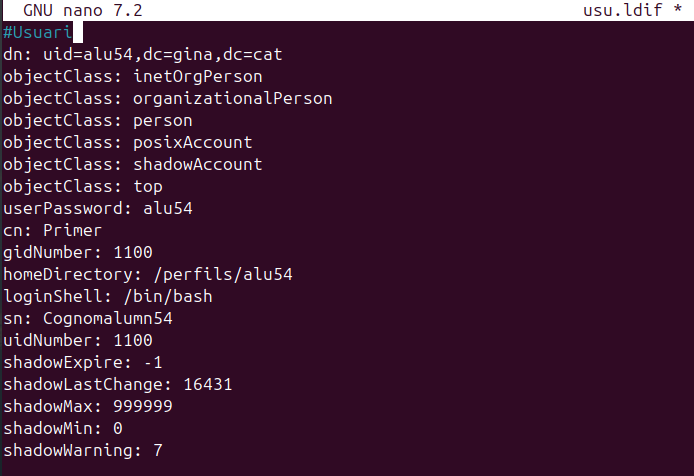 GNU nano 7.2 usu.ldif *
#Usuari
dn: uid=alu54,dc=gina,dc=cat
objectClass: inetOrgPerson
objectClass: organizationalPerson
objectClass: person
objectClass: posixAccount
objectClass: shadowAccount
objectClass: top
userPassword: alu54
cn: Primer
gidNumber: 1100
homeDirectory: /perfils/alu54
loginShell: /bin/bash
sn: Cognomalumn54
uidNumber: 1100
shadowExpire: -1
shadowLastChange: 16431
shadowMax: 999999
shadowMin: 0
shadowWarning: 7